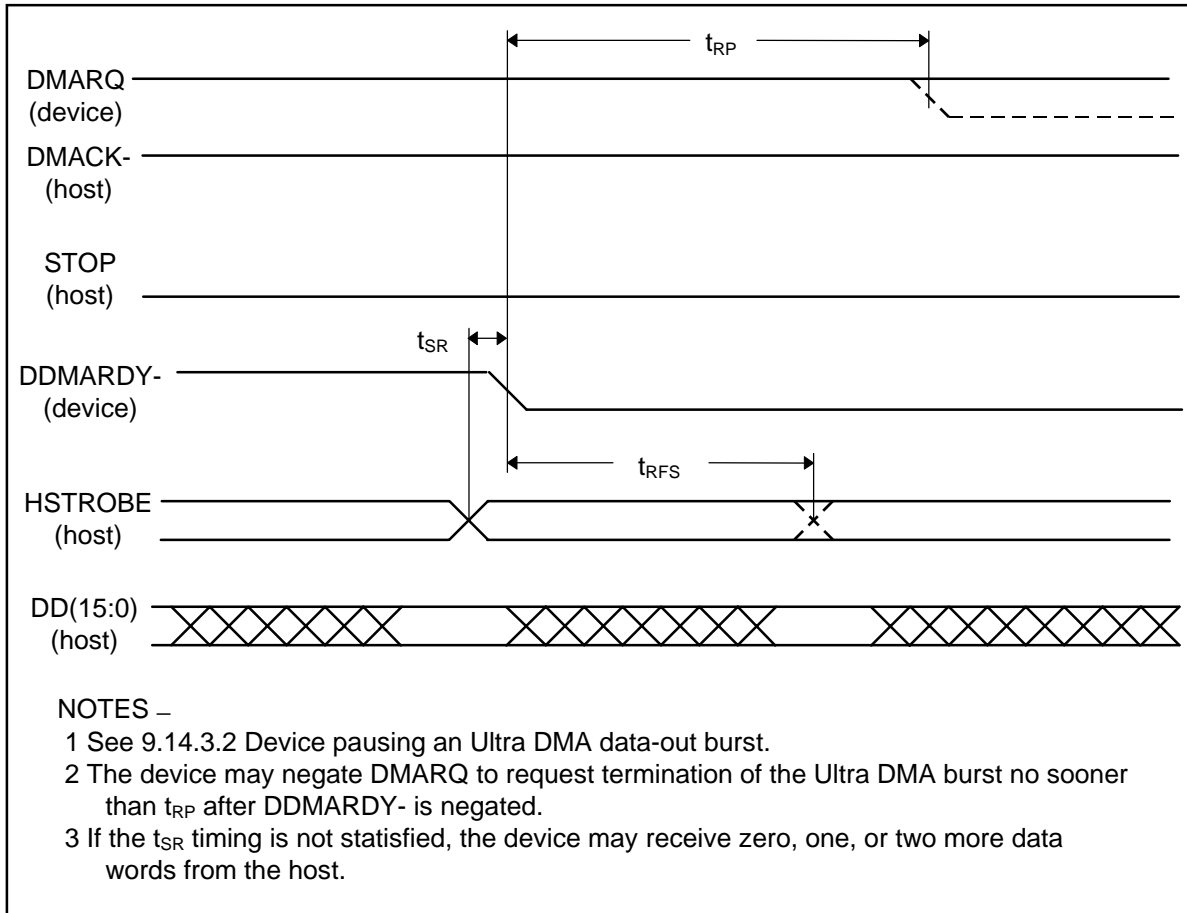 tRP
DMARQ
(device)
DMACK-
(host)
STOP
(host)
tSR
DDMARDY-
(device)
tRFS
HSTROBE
(host)
DD(15:0)
(host)
NOTES –
1 See 9.14.3.2 Device pausing an Ultra DMA data-out burst.
2 The device may negate DMARQ to request termination of the Ultra DMA burst no sooner
than tRP after DDMARDY- is negated.
3 If the tSR timing is not statisfied, the device may receive zero, one, or two more data
words from the host.